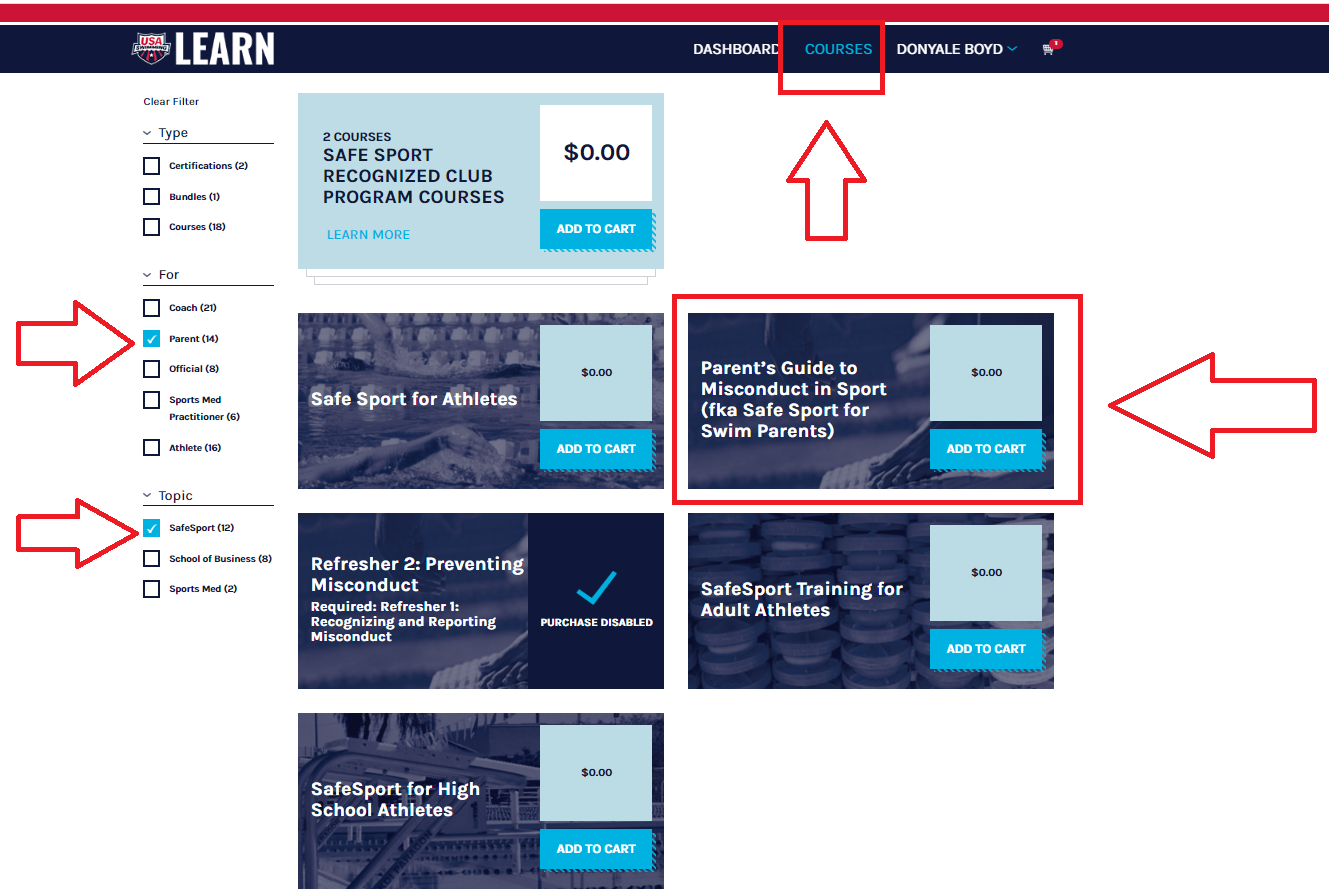 USA
SWIMMING
LEARN
DASHBOARD
COURSES
DONYALE BOYD
1
Clear Filter
Type
Certifications (2)
Bundles (1)
Courses (18)
For
Coach (21)
Parent (14)
Official (8)
Sports Med
Practitioner (6)
Athlete (16)
Topic
SafeSport (12)
School of Business (8)
Sports Med (2)
2 COURSES
SAFE SPORT
RECOGNIZED CLUB
PROGRAM COURSES
LEARN MORE
$0.00
ADD TO CART
Safe Sport for Athletes
$0.00
ADD TO CART
Parent’s Guide to
Misconduct in Sport
(fka Safe Sport for
Swim Parents)
$0.00
ADD TO CART
Refresher 2: Preventing
Misconduct
Required: Refresher 1:
Recognizing and Reporting
Misconduct
PURCHASE DISABLED
SafeSport Training for
Adult Athletes
$0.00
ADD TO CART
SafeSport for High
School Athletes
$0.00
ADD TO CART